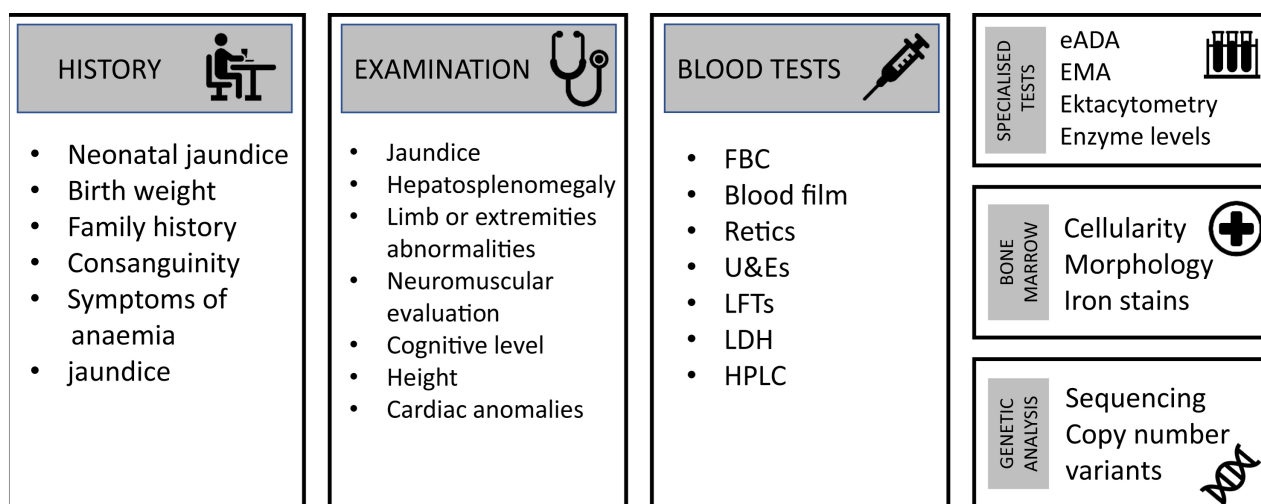 HISTORY
• Neonatal jaundice
• Birth weight
• Family history
• Consanguinity
• Symptoms of
anaemia
• jaundice
EXAMINATION
• Jaundice
• Hepatosplenomegaly
• Limb or extremities
abnormalities
• Neuromuscular
evaluation
• Cognitive level
• Height
• Cardiac anomalies
BLOOD TESTS
• FBC
• Blood film
• Retics
• U&Es
• LFTs
• LDH
• HPLC
SPECIALISED
TESTS
eADA
EMA
Ektacytometry
Enzyme levels
BONE
MARROW
Cellularity
Morphology
Iron stains
GENETIC
ANALYSIS
Sequencing
Copy number
variants